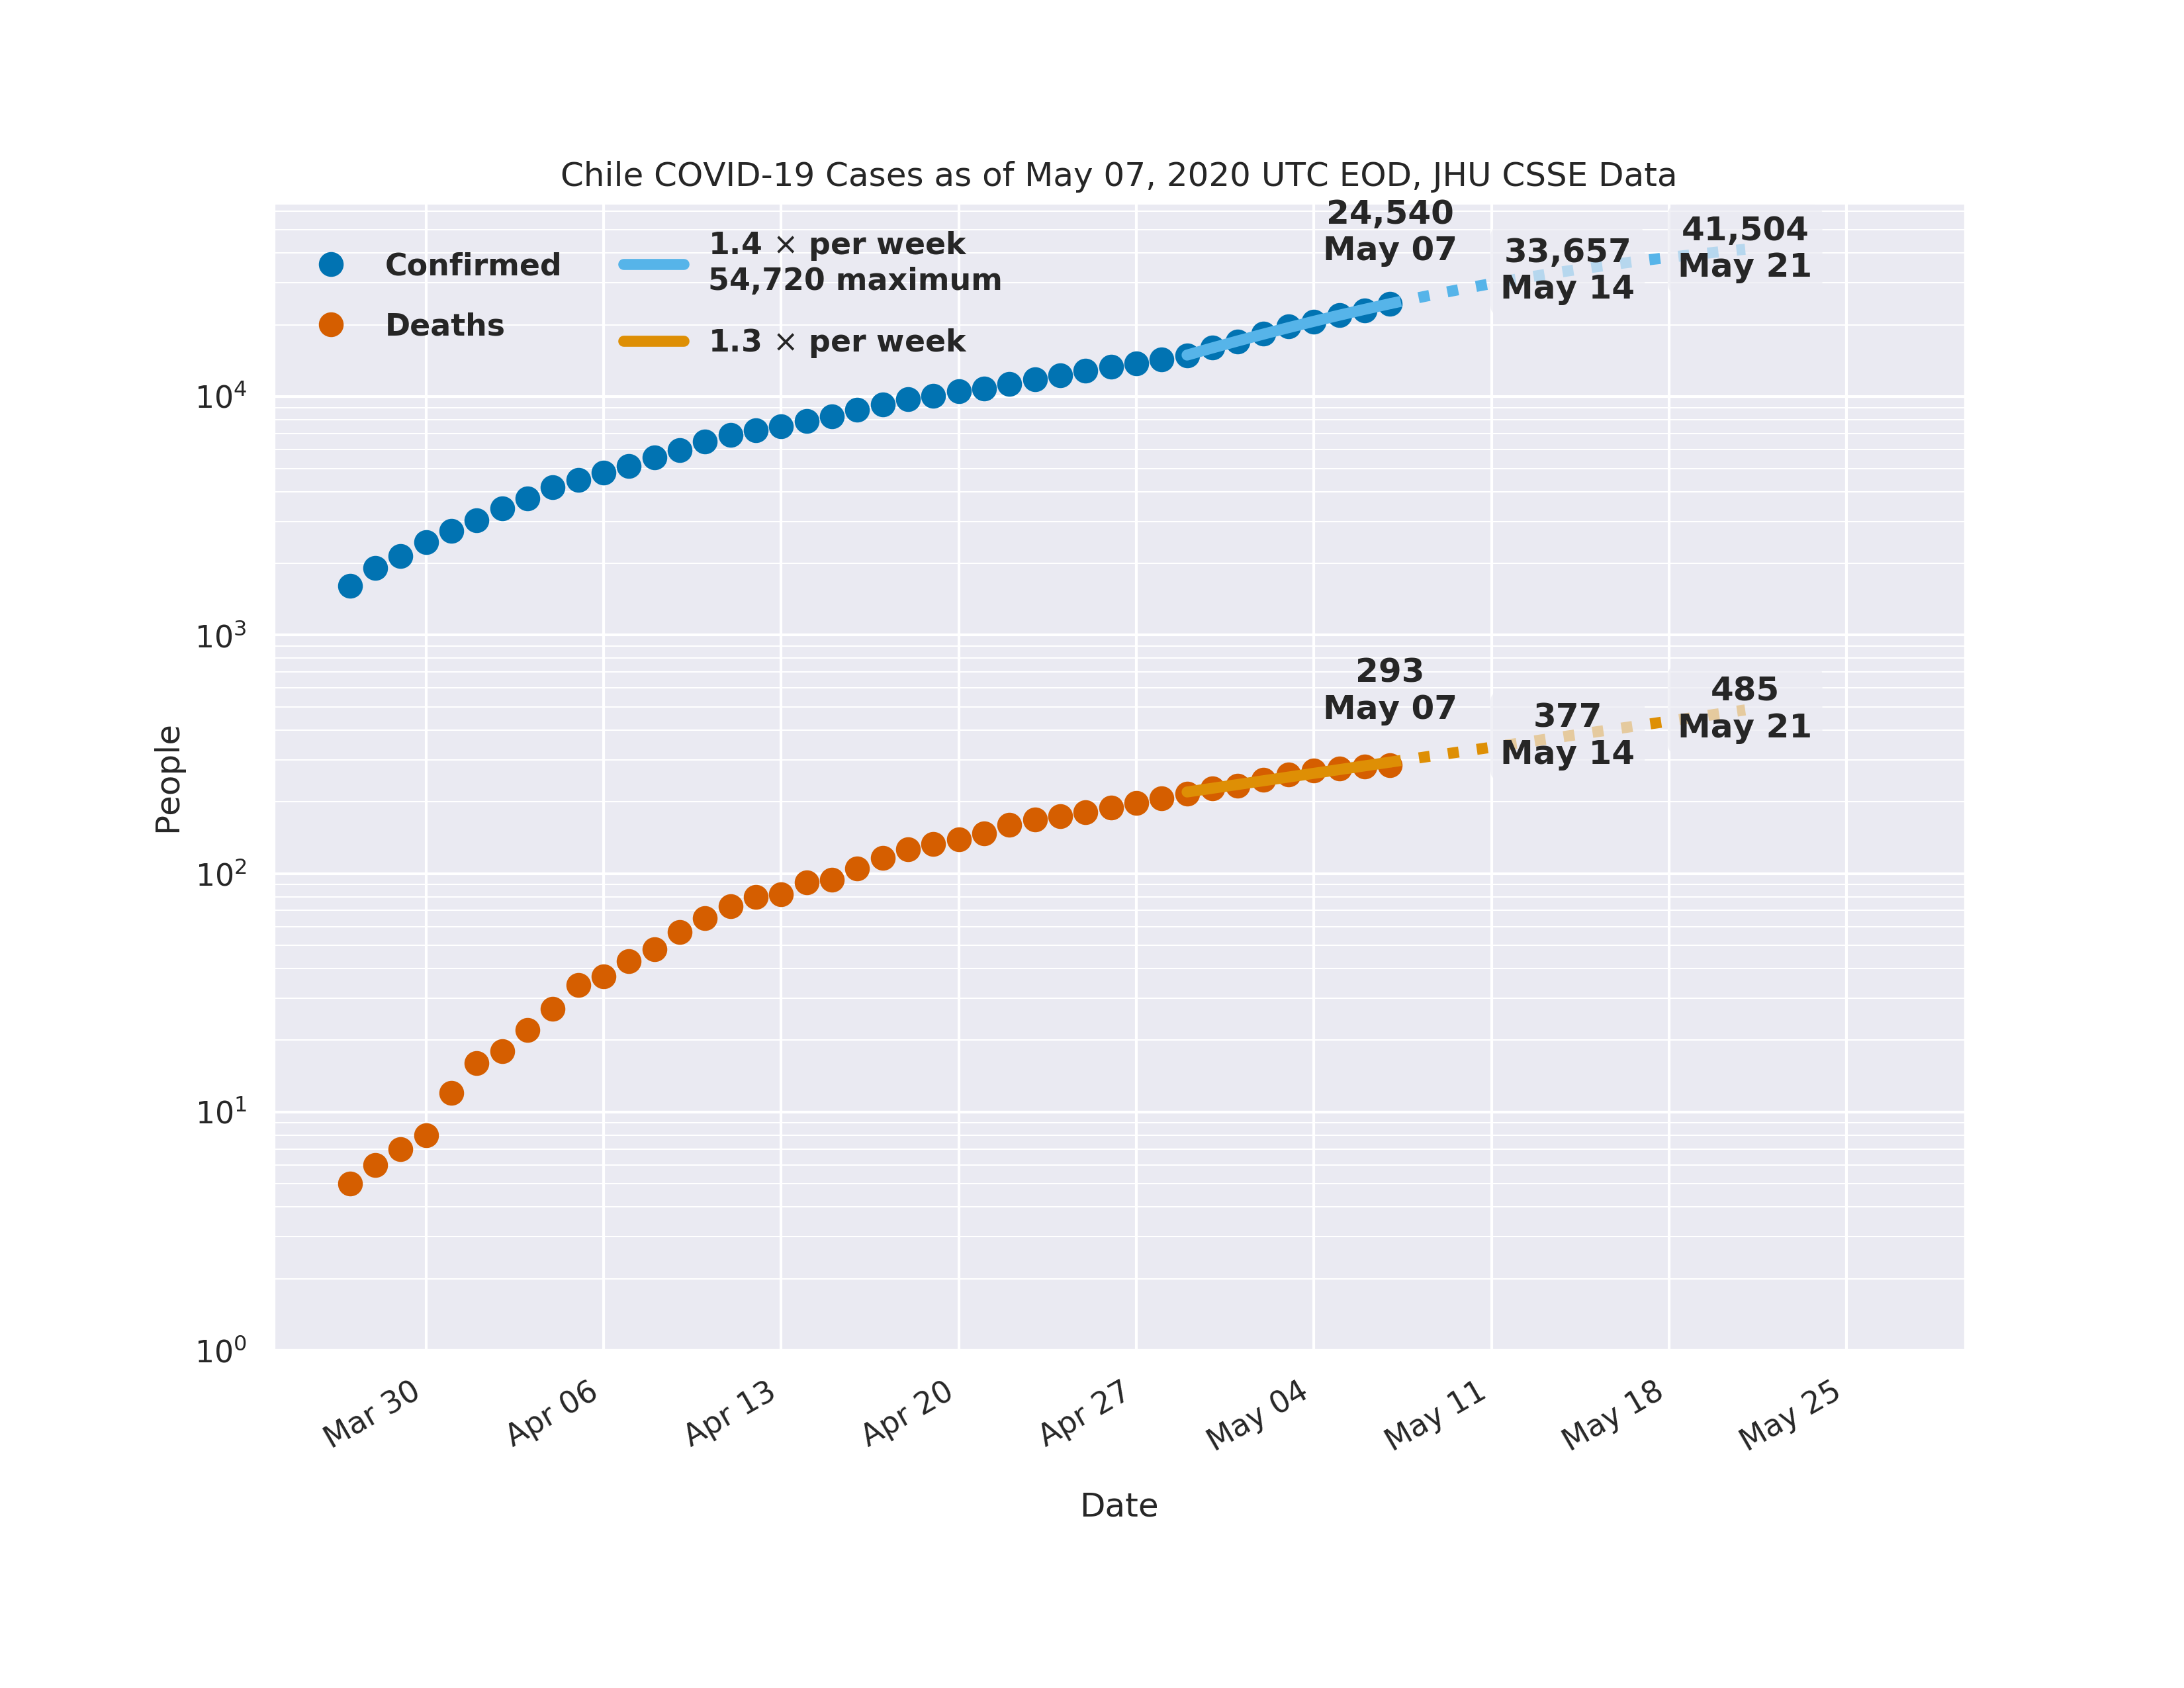 Chile COVID-19 Cases as of May 07, 2020 UTC EOD, JHU CSSE Data
Confirmed
Deaths
1.4 × per week
54,720 maximum
1.3 × per week
24,540
May 07
33,657
May 14
41,504
May 21
293
May 07
377
May 14
485
May 21
People
10⁴
10³
10²
10¹
10⁰
Mar 30
Apr 06
Apr 13
Apr 20
Apr 27
May 04
May 11
May 18
May 25
Date